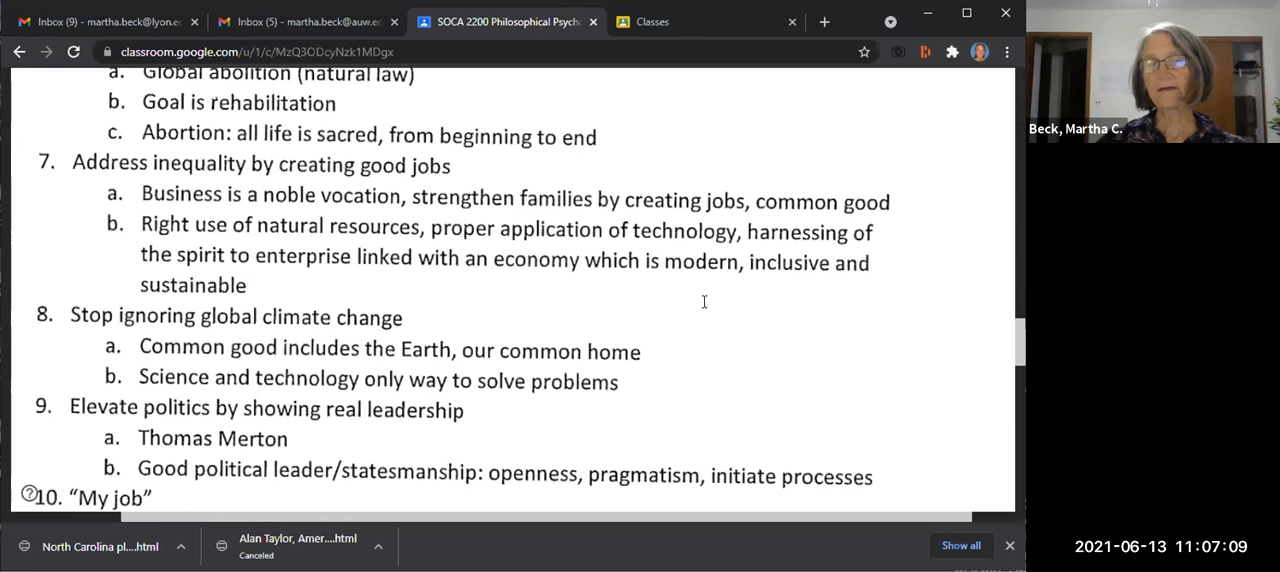 Inbox (9) - martha.beck@lyon.e
Inbox (5) - martha.beck@auw.e
SOCA 2200 Philosophical Psych
Classes
classroom.google.com/u/1/c/MzQ3ODcyNzk1MDgx
a. Global abolition (natural law)
b. Goal is rehabilitation
c. Abortion: all life is sacred, from beginning to end
7. Address inequality by creating good jobs
a. Business is a noble vocation, strengthen families by creating jobs, common good
b. Right use of natural resources, proper application of technology, harnessing of
the spirit to enterprise linked with an economy which is modern, inclusive and
sustainable
8. Stop ignoring global climate change
a. Common good includes the Earth, our common home
b. Science and technology only way to solve problems
9. Elevate politics by showing real leadership
a. Thomas Merton
b. Good political leader/statesmanship: openness, pragmatism, initiate processes
10. “My job”
Beck, Martha C.
North Carolina pl....html
Alan Taylor, Amer....html
Canceled
Show all
2021-06-13 11:07:09